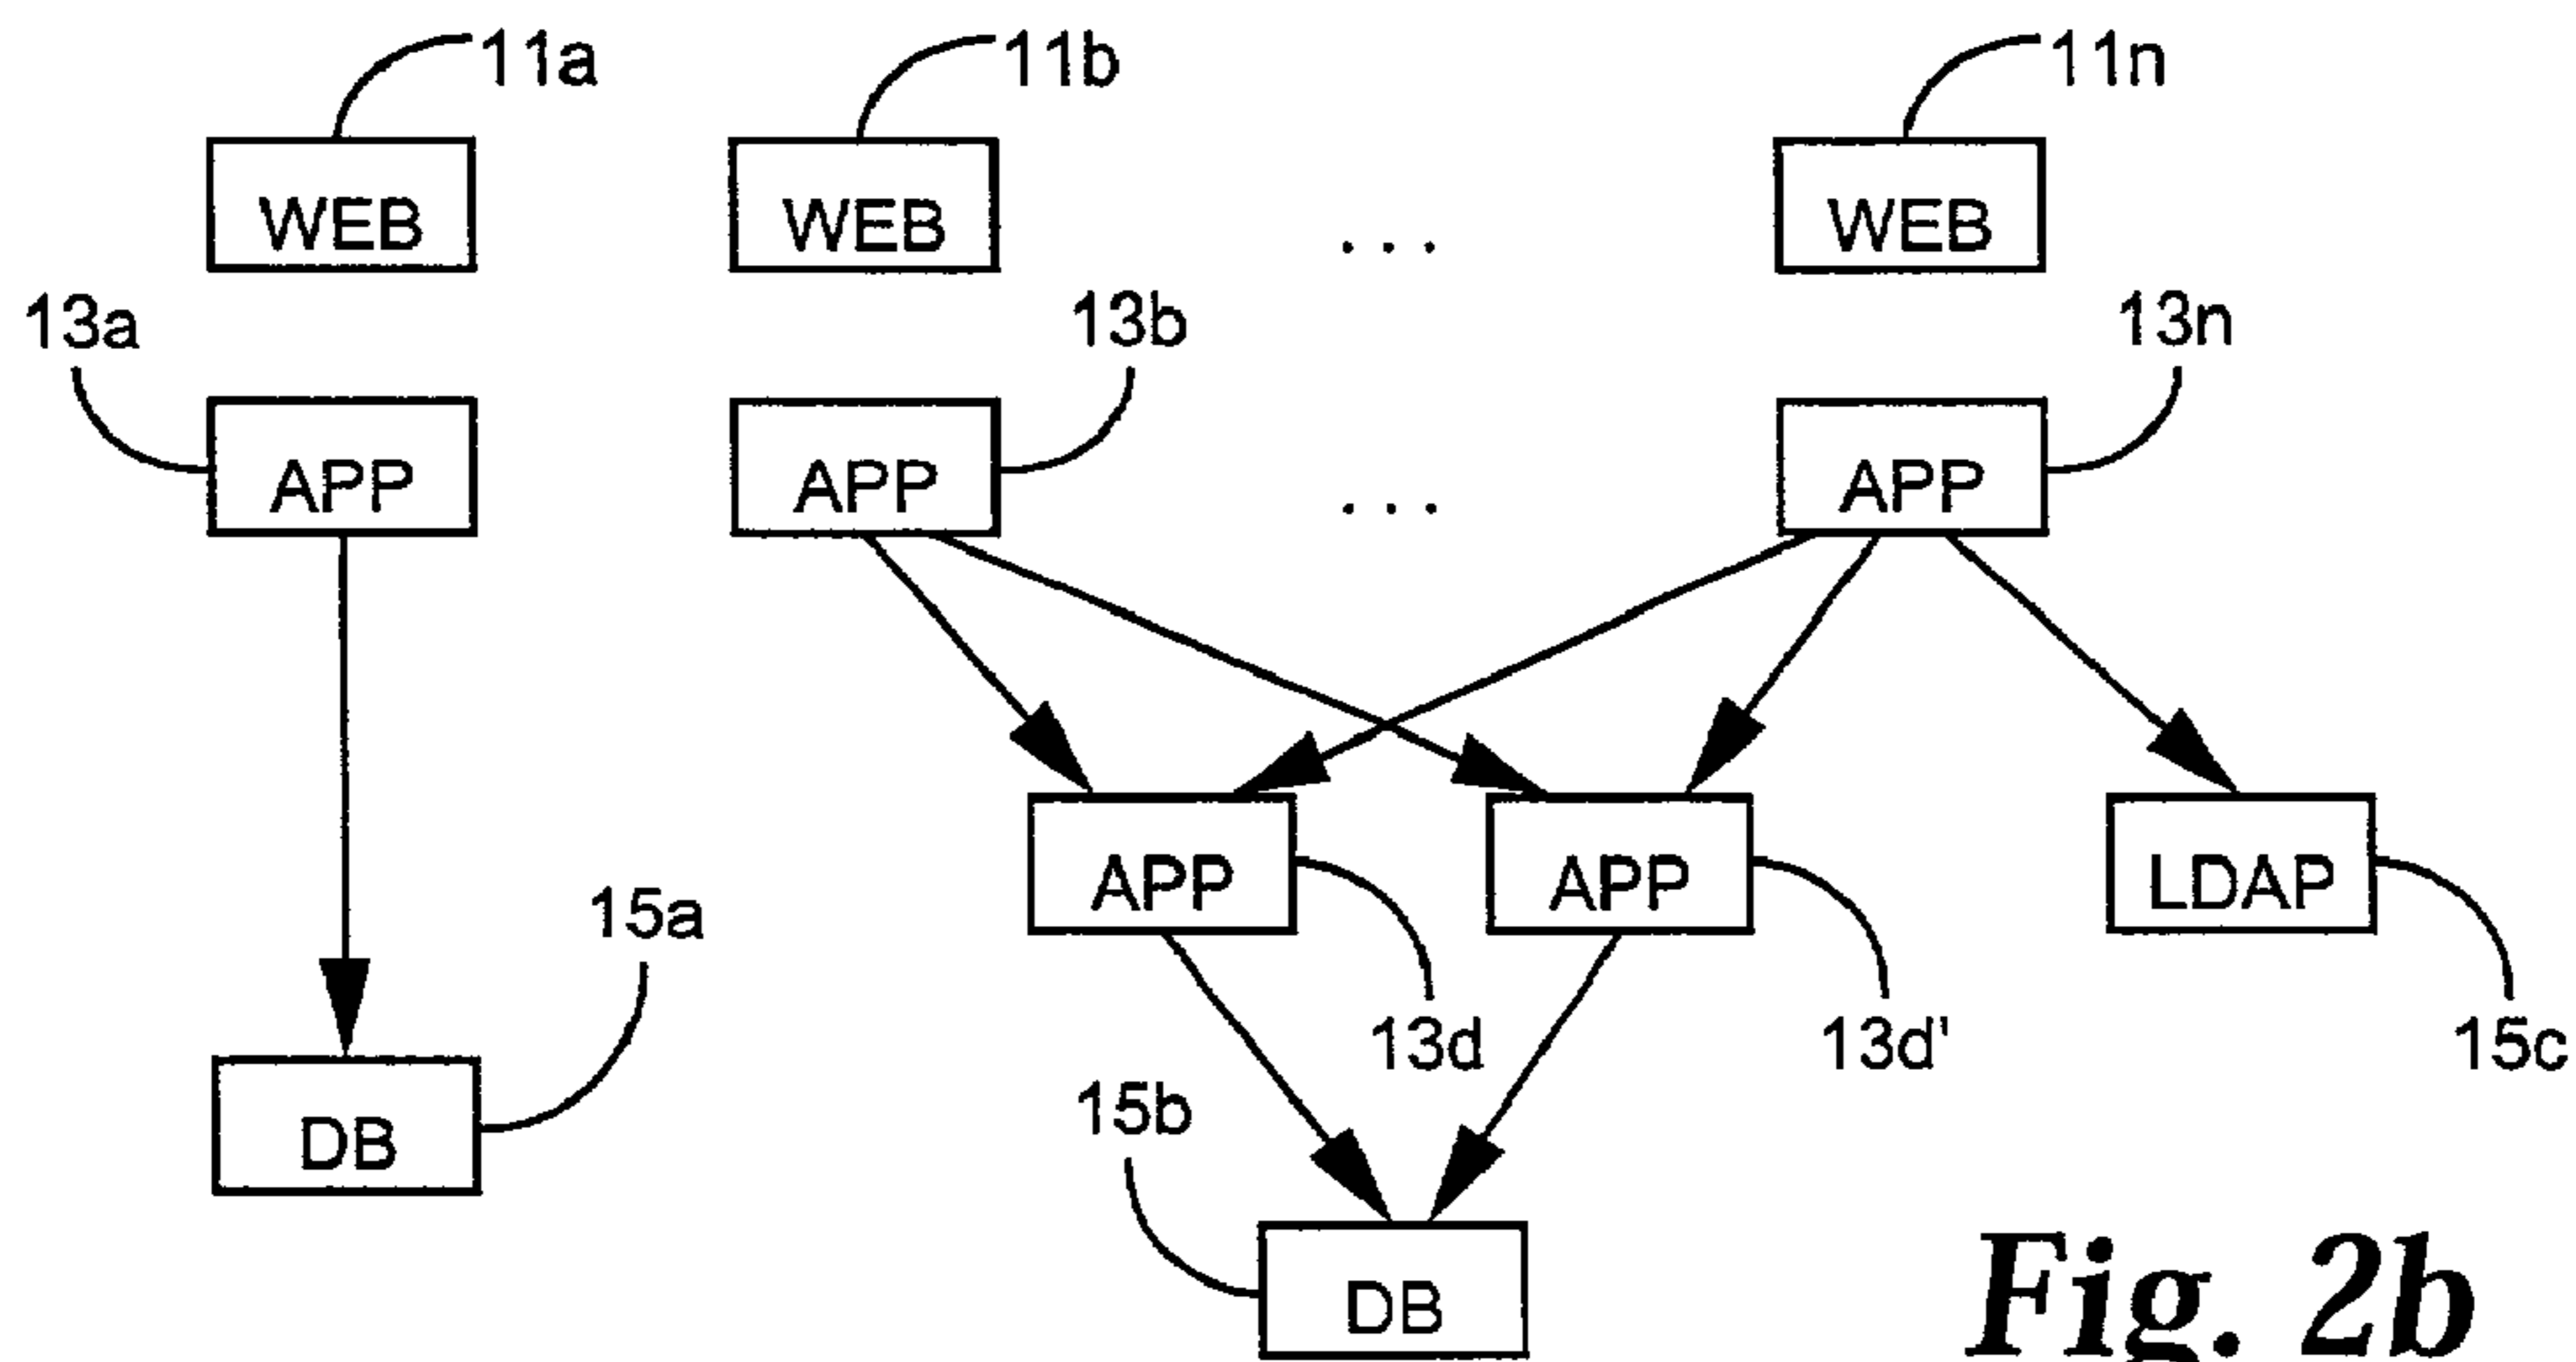 11a 11b 11n
WEB WEB ... WEB
13a 13b 13n
APP APP ... APP
APP APP LDAP
15a
13d 13d' 15c
15b
DB
DB
Fig. 2b